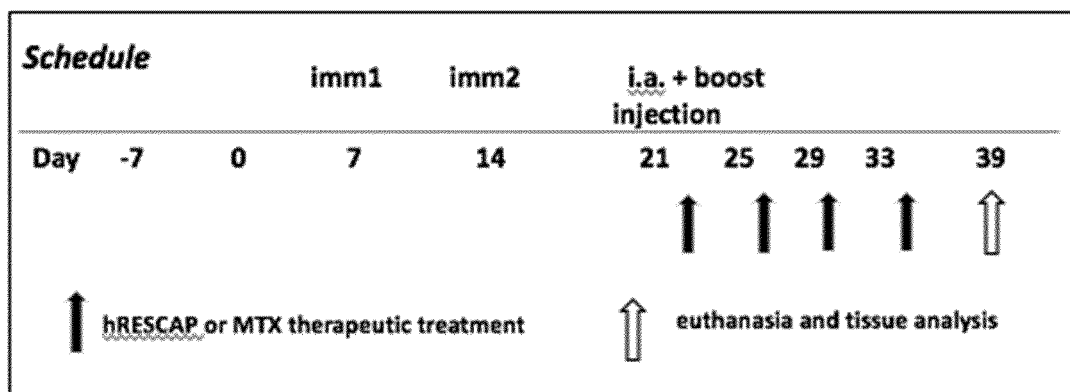 Schedule
imm1 imm2 i.a. + boost
injection
Day -7 0 7 14 21 25 29 33 39
hRESCAP or MTX therapeutic treatment euthanasia and tissue analysis